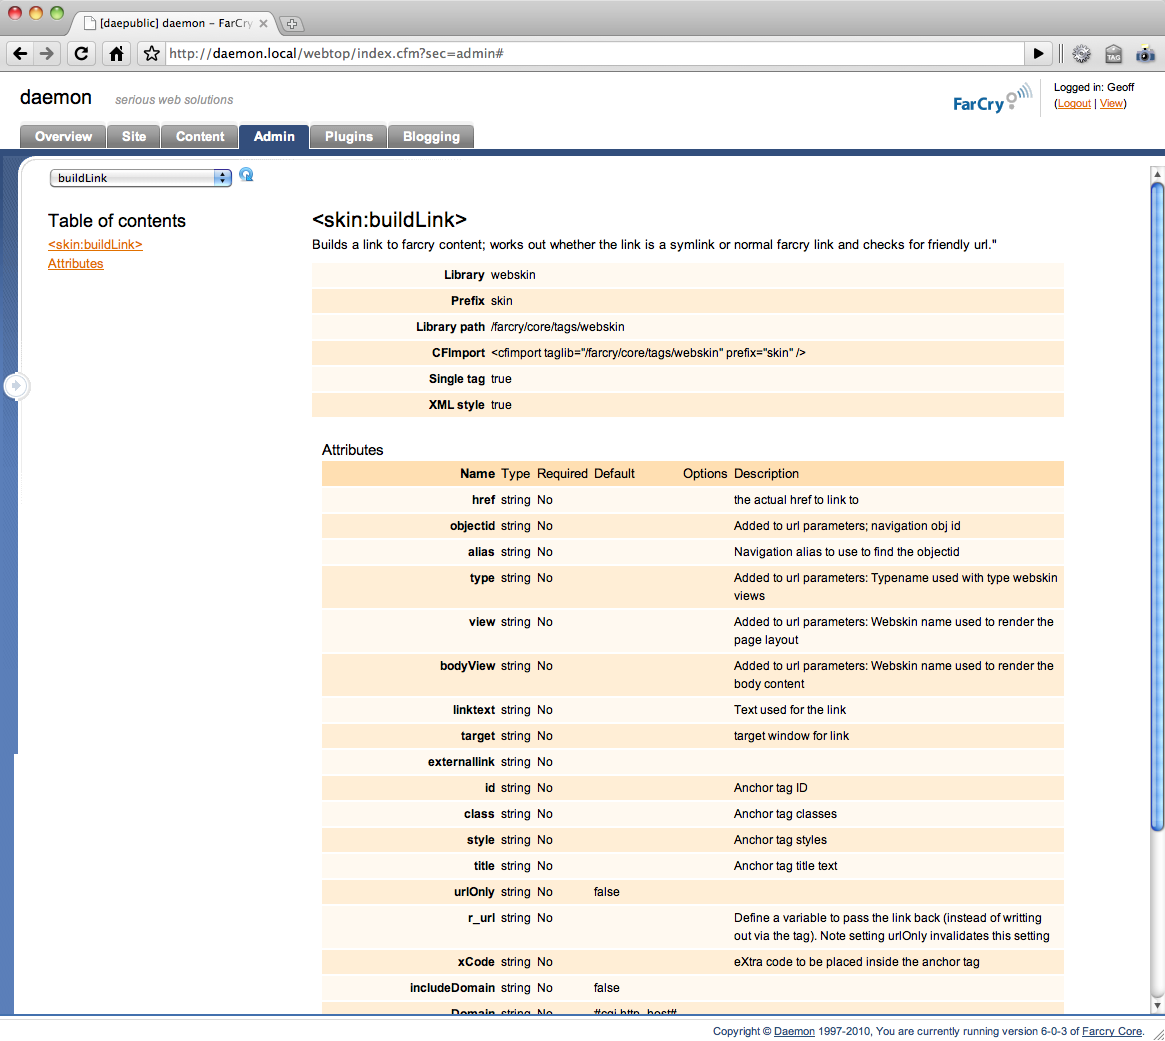 [daepublic] daemon – FarCry
http://daemon.local/webtop/index.cfm?sec=admin#
TAG
daemon serious web solutions
FarCry
Logged in: Geoff
(Logout | View)
Overview Site Content Admin Plugins Blogging
buildLink
Table of contents
<skin:buildLink>
Attributes
<skin:buildLink>
Builds a link to farcry content; works out whether the link is a symlink or normal farcry link and checks for friendly url."
Library webskin
Prefix skin
Library path /farcry/core/tags/webskin
CFImport <cfimport taglib="/farcry/core/tags/webskin" prefix="skin" />
Single tag true
XML style true
Attributes
Name Type Required Default Options Description
href string No the actual href to link to
objectid string No Added to url parameters; navigation obj id
alias string No Navigation alias to use to find the objectid
type string No Added to url parameters: Typename used with type webskin
views
view string No Added to url parameters: Webskin name used to render the
page layout
bodyView string No Added to url parameters: Webskin name used to render the
body content
linktext string No Text used for the link
target string No target window for link
externallink string No
id string No Anchor tag ID
class string No Anchor tag classes
style string No Anchor tag styles
title string No Anchor tag title text
urlOnly string No false
r_url string No Define a variable to pass the link back (instead of writting
out via the tag). Note setting urlOnly invalidates this setting
xCode string No eXtra code to be placed inside the anchor tag
includeDomain string No false
Domain string No #cgi.http_host#
Copyright © Daemon 1997-2010, You are currently running version 6-0-3 of Farcry Core.